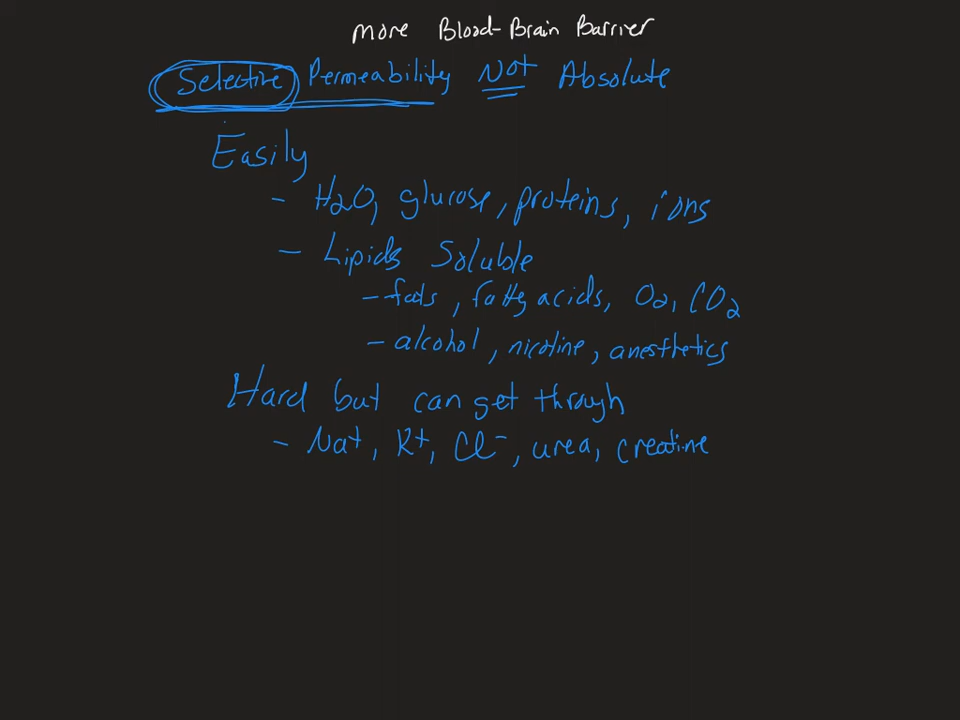 More Blood-Brain Barrier
Selective Permeability Not Absolute
Easily
- H2O, glucose, proteins, ions
- Lipids Soluble
- fats, fatty acids, O2, CO2
- alcohol, nicotine, anesthetics
Hard but can get through
- Na+, K+, Cl-, urea, creatine